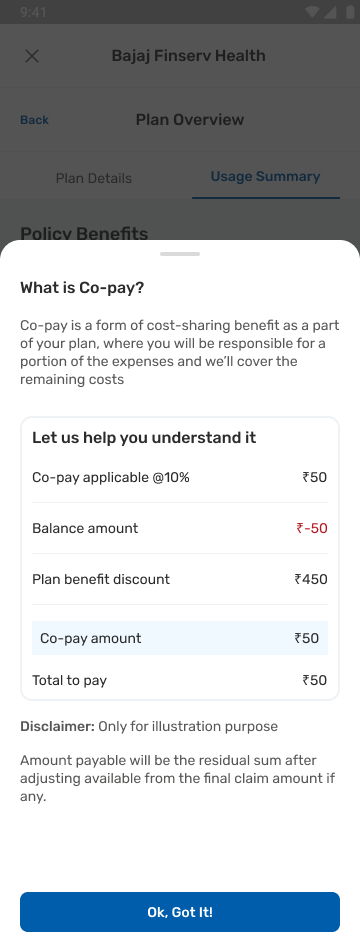 9:41
Bajaj Finserv Health
Back
Plan Overview
Plan Details
Usage Summary
Policy Benefits
What is Co-pay?
Co-pay is a form of cost-sharing benefit as a part
of your plan, where you will be responsible for a
portion of the expenses and we’ll cover the
remaining costs
Let us help you understand it
Co-pay applicable @10% ₹50
Balance amount ₹-50
Plan benefit discount ₹450
Co-pay amount ₹50
Total to pay ₹50
Disclaimer: Only for illustration purpose
Amount payable will be the residual sum after
adjusting available from the final claim amount if
any.
Ok, Got It!